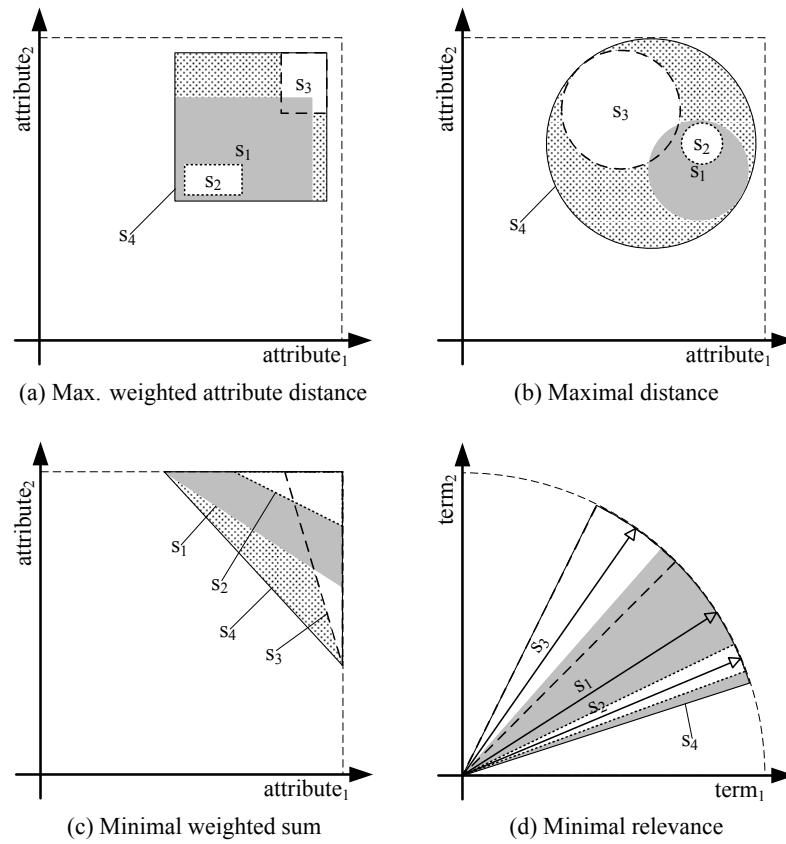 attribute2
s3
s1
s2
s4
attribute1
(a) Max. weighted attribute distance
attribute2
s3
s2
s1
s4
attribute1
(b) Maximal distance
attribute2
s1
s2
s4
s3
attribute1
(c) Minimal weighted sum
term2
s3
s1
s2
s4
term1
(d) Minimal relevance